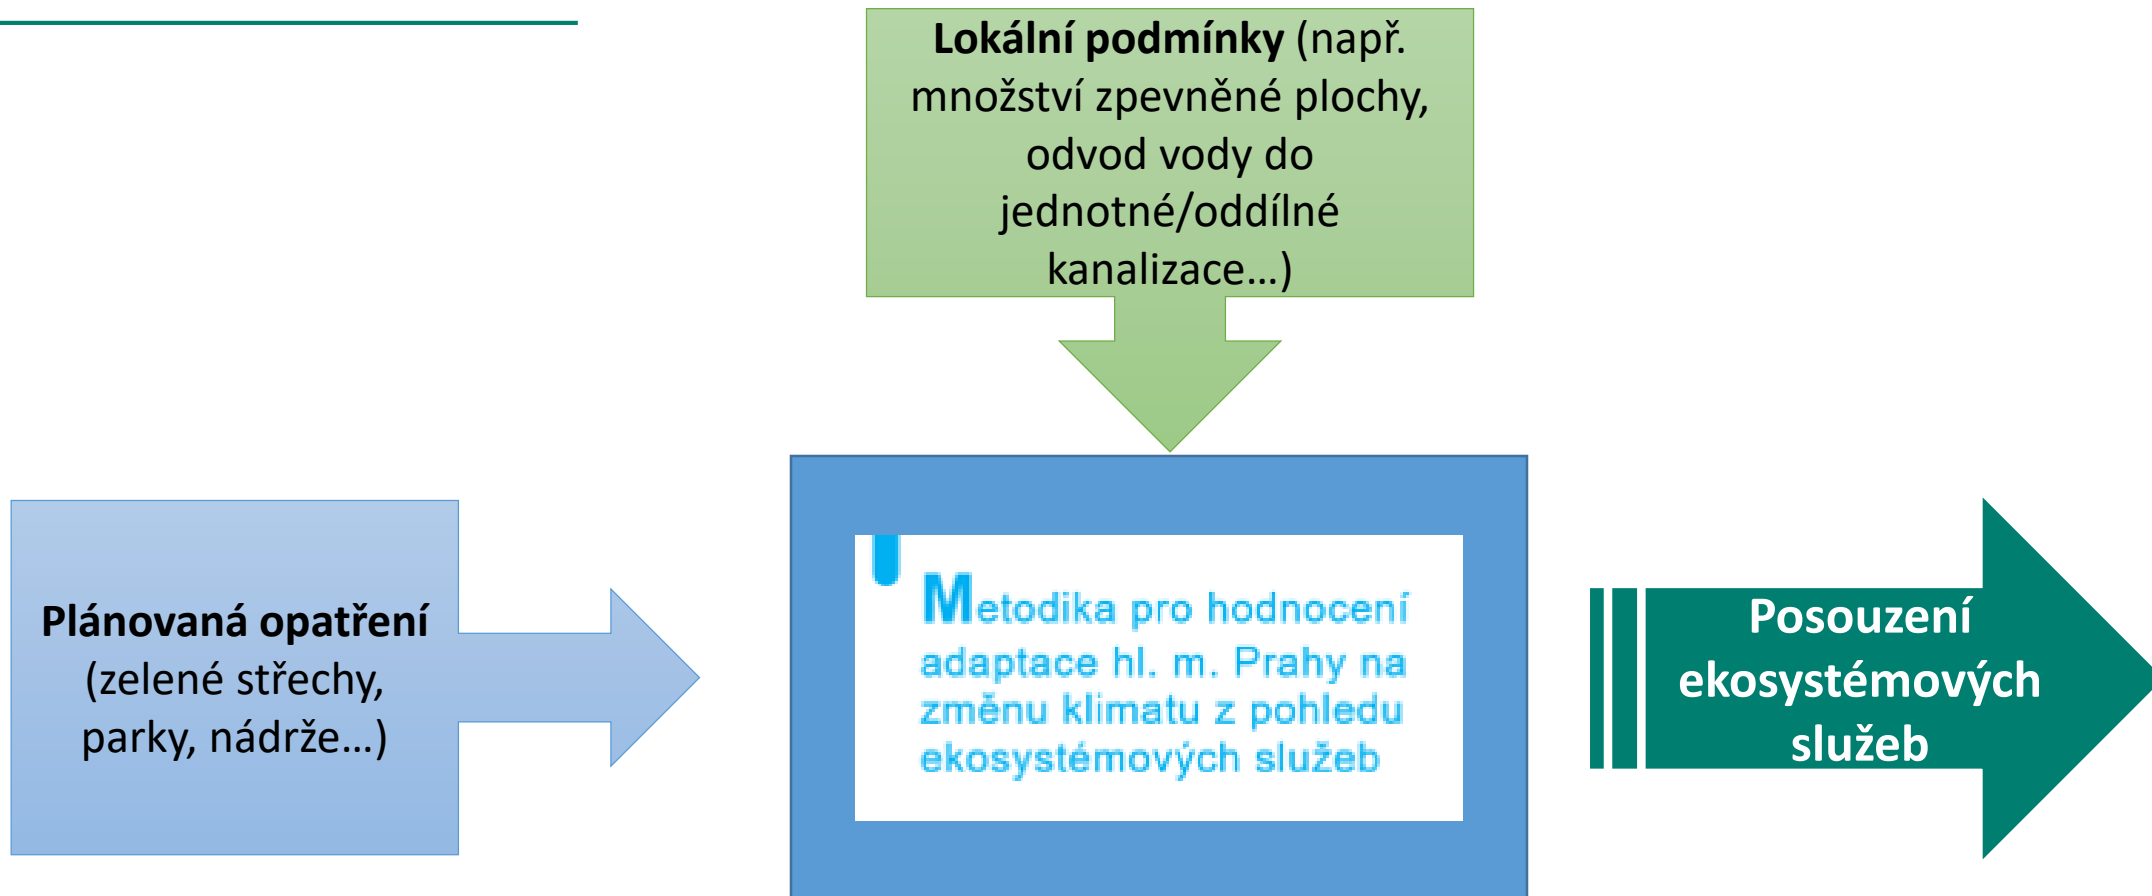 Lokální podmínky (např.
množství zpevněné plochy,
odvod vody do
jednotné/oddílné
kanalizace…)
Plánovaná opatření
(zelené střechy,
parky, nádrže…)
Metodika pro hodnocení
adaptace hl. m. Prahy na
změnu klimatu z pohledu
ekosystémových služeb
Posouzení
ekosystémových
služeb